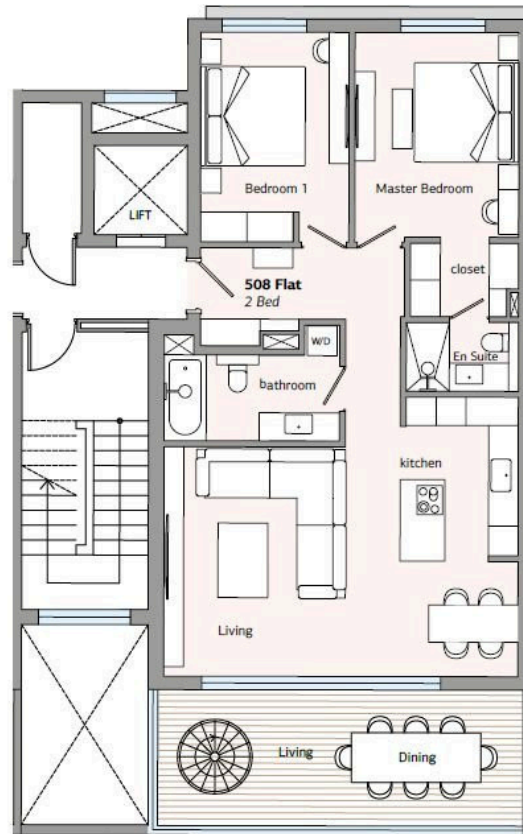 Bedroom 1
Master Bedroom
LIFT
closet
508 Flat
2 Bed
W/D
En Suite
bathroom
kitchen
Living
Living
Dining